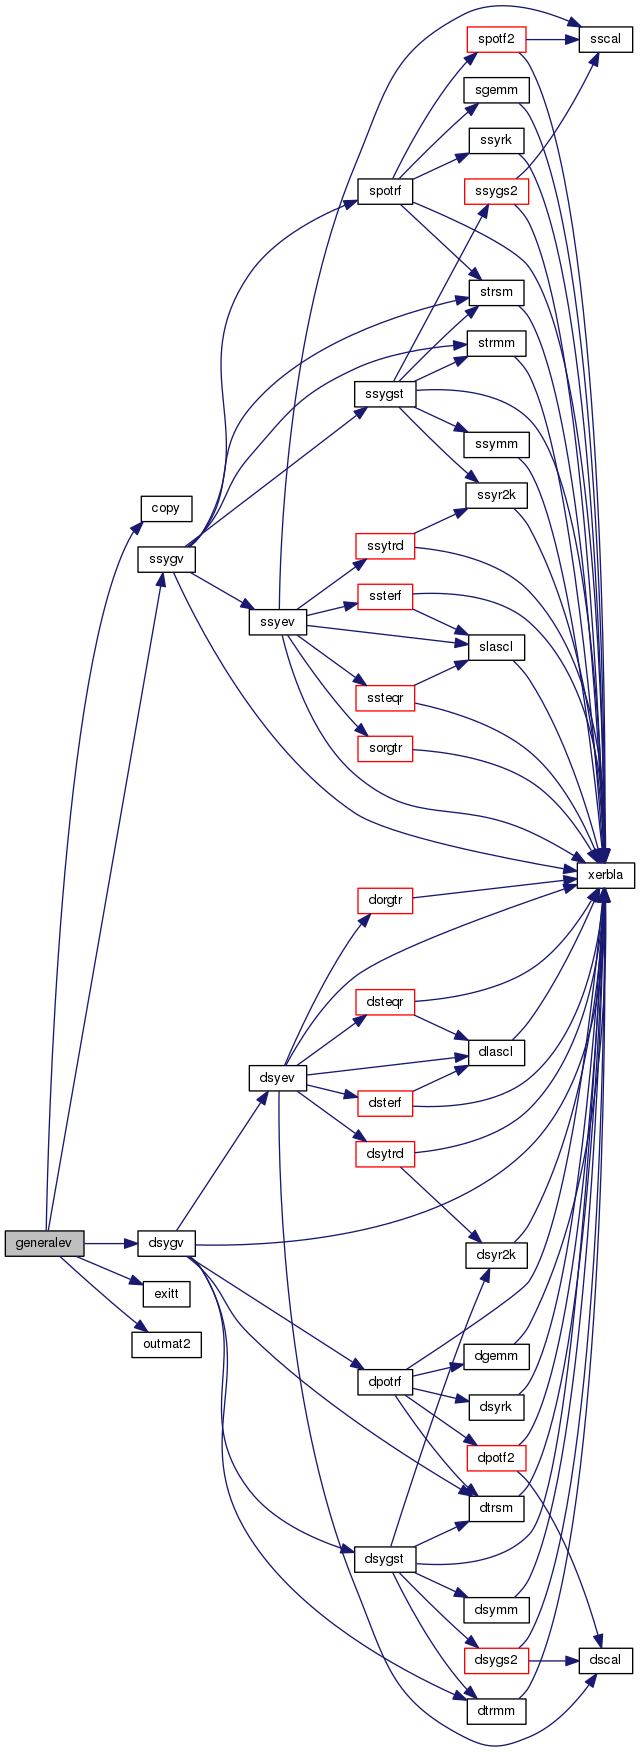 spotf2
sscal
sgemm
ssyrk
spotrf
ssygs2
strsm
strmm
ssygst
ssymm
ssyr2k
copy
ssytrd
ssygv
ssterf
ssyev
slascl
ssteqr
sorgtr
xerbla
dorgtr
dsteqr
dlascl
dsyev
dsterf
dsytrd
generalev
dsygv
dsyr2k
exitt
outmat2
dgemm
dpotrf
dsyrk
dpotf2
dtrsm
dsygst
dsymm
dsygs2
dscal
dtrmm